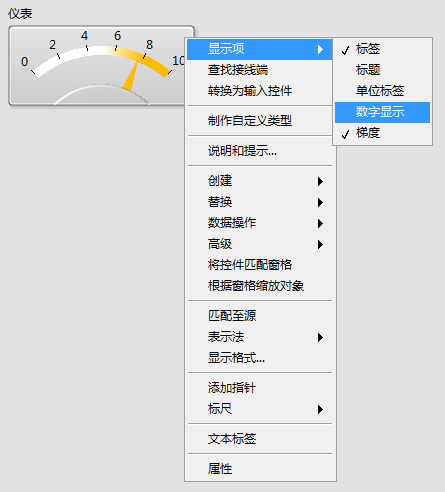 仪表
0 2 4 6 8 10
显示项
查找接线端
转换为输入控件
制作自定义类型
说明和提示...
创建
替换
数据操作
高级
将控件匹配窗格
根据窗格缩放对象
匹配至源
表示法
显示格式...
添加指针
标尺
文本标签
属性
标签
标题
单位标签
数字显示
梯度